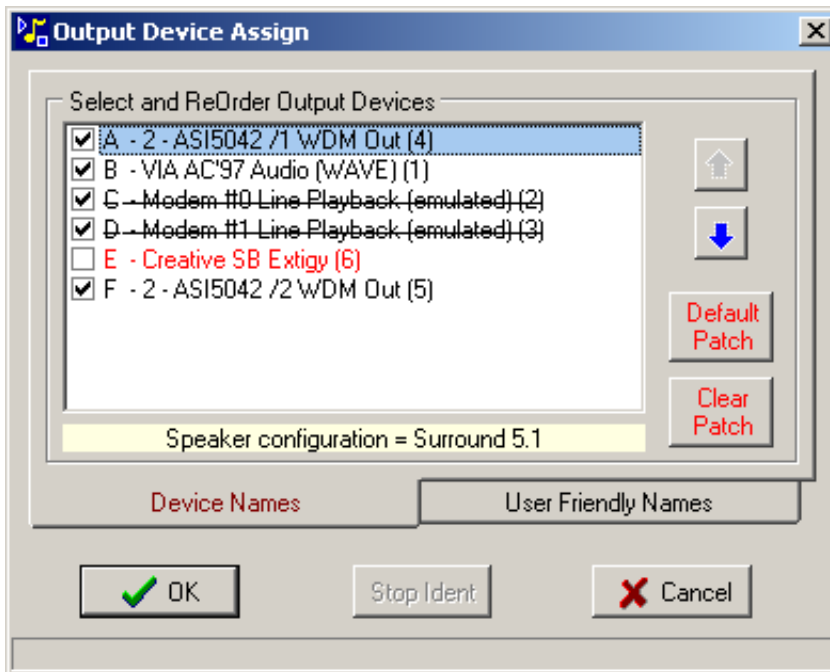 Output Device Assign
Select and ReOrder Output Devices
A - 2 - ASI5042 /1 WDM Out (4)
B - VIA AC'97 Audio (WAVE) (1)
C - Modem #0 Line Playback (emulated) (2)
D - Modem #1 Line Playback (emulated) (3)
E - Creative SB Extigy (6)
F - 2 - ASI5042 /2 WDM Out (5)
Default
Patch
Clear
Patch
Speaker configuration = Surround 5.1
Device Names
User Friendly Names
OK
Stop Ident
Cancel